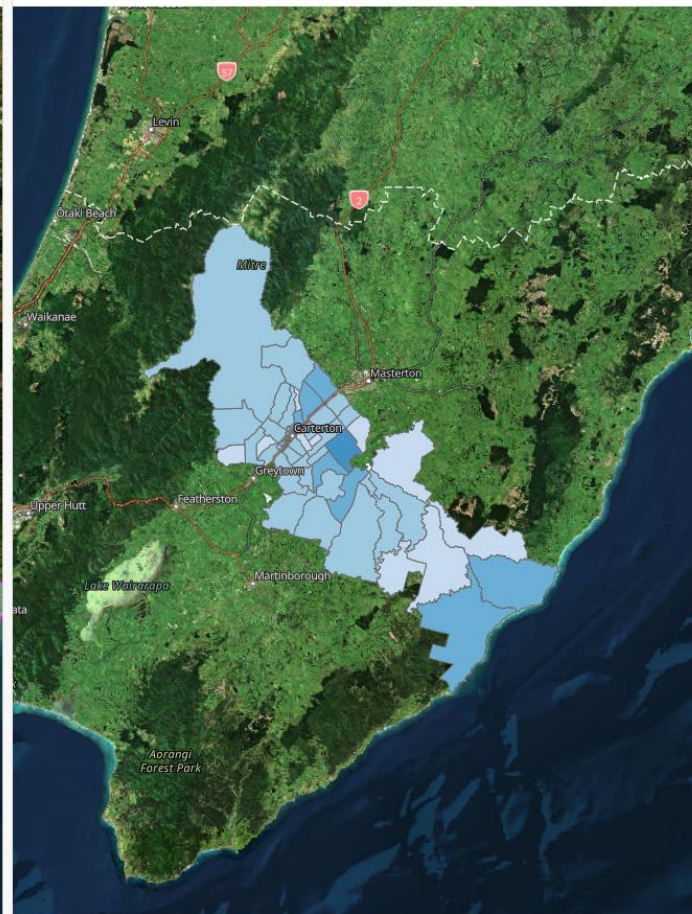 57
Levin
2
Otaki Beach
Mitre
Waikanae
Masterton
Carterton
Greytown
Upper Hutt
Featherston
Lake Wairarapa
Martinborough
ata
Aorangi
Forest Park